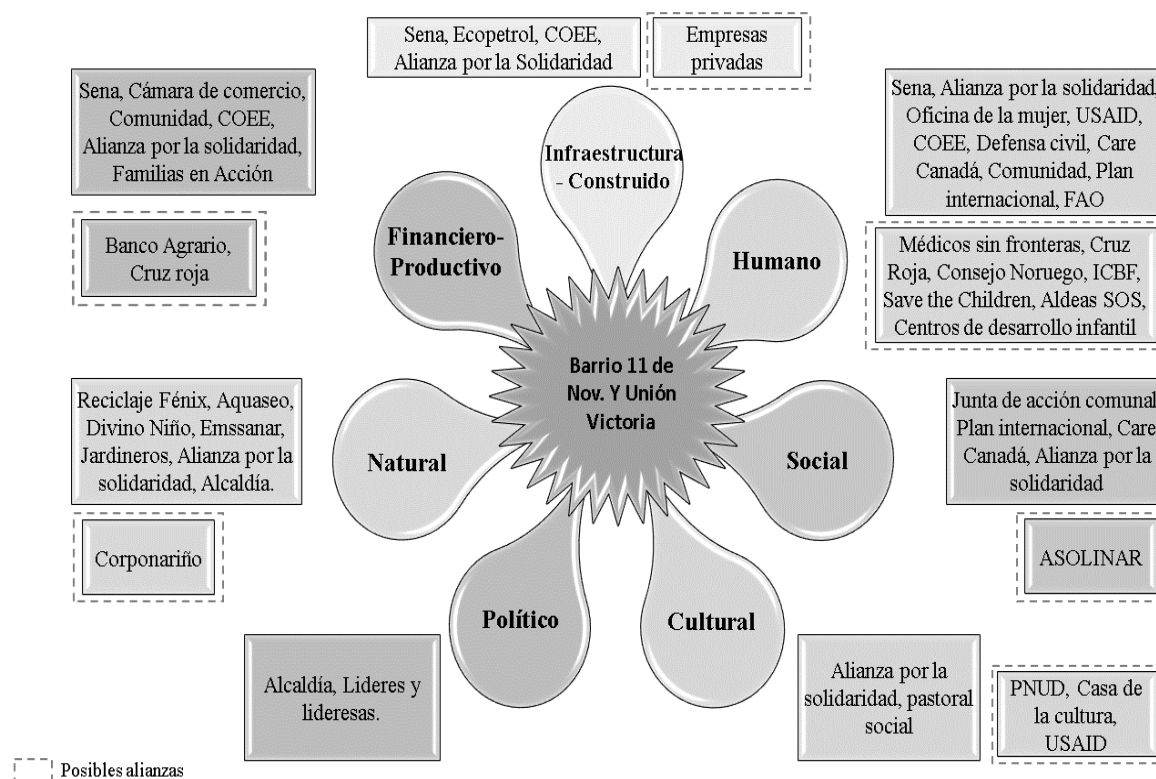 Sena, Ecopetrol, COEE,
Alianza por la Solidaridad
Empresas
privadas
Sena, Cámara de comercio,
Comunidad, COEE,
Alianza por la solidaridad,
Familias en Acción
Banco Agrario,
Cruz roja
Sena, Alianza por la solidaridad,
Oficina de la mujer, USAID,
COEE, Defensa civil, Care
Canadá, Comunidad, Plan
internacional, FAO
Médicos sin fronteras, Cruz
Roja, Consejo Noruego, ICBF,
Save the Children, Aldeas SOS,
Centros de desarrollo infantil
Infraestructura
- Construido
Financiero-
Productivo
Humano
Barrio 11 de
Nov. Y Unión
Victoria
Natural
Social
Político
Cultural
Reciclaje Fénix, Aquaseo,
Divino Niño, Emssanar,
Jardineros, Alianza por la
solidaridad, Alcaldía.
Corponariño
Junta de acción comunal
Plan internacional, Care
Canadá, Alianza por la
solidaridad
ASOLINAR
Alcaldía, Lideres y
lideresas.
Alianza por la
solidaridad, pastoral
social
PNUD, Casa de
la cultura,
USAID
Posibles alianzas